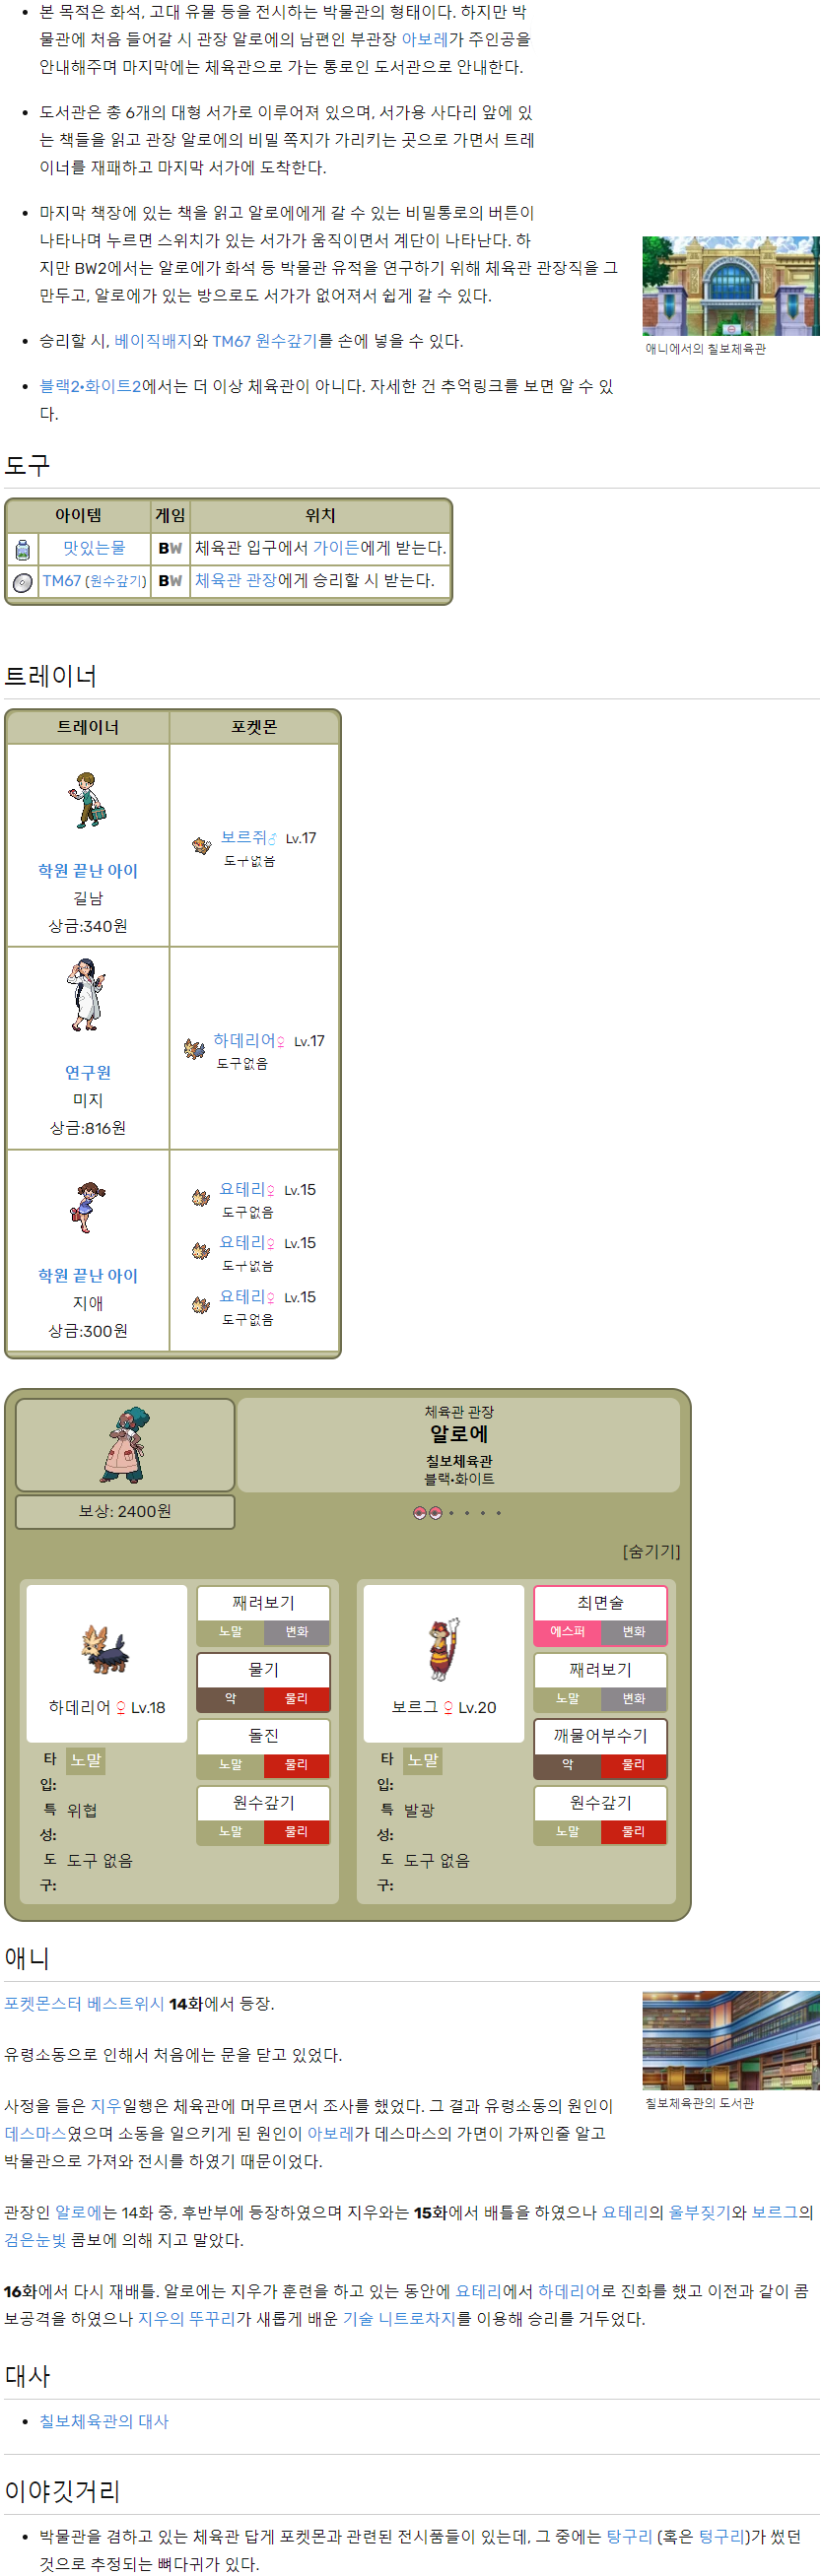 본 목적은 화석, 고대 유물 등을 전시하는 박물관의 형태이다. 하지만 박
물관에 처음 들어갈 시 관장 알로에의 남편인 부관장 아보레가 주인공을
안내해주며 마지막에는 체육관으로 가는 통로인 도서관으로 안내한다.
도서관은 총 6개의 대형 서가로 이루어져 있으며, 서가용 사다리 앞에 있
는 책들을 읽고 관장 알로에의 비밀 쪽지가 가리키는 곳으로 가면서 트레
이너를 재패하고 마지막 서가에 도착한다.
마지막 책장에 있는 책을 읽고 알로에에게 갈 수 있는 비밀통로의 버튼이
나타나며 누르면 스위치가 있는 서가가 움직이면서 계단이 나타난다. 하
지만 BW2에서는 알로에가 화석 등 박물관 유적을 연구하기 위해 체육관 관장직을 그
만두고, 알로에가 있는 방으로도 서가가 없어져서 쉽게 갈 수 있다.
애니에서의 칠보체육관
승리할 시, 베이직배지와 TM67 원수갚기를 손에 넣을 수 있다.
블랙2·화이트2에서는 더 이상 체육관이 아니다. 자세한 건 추억링크를 보면 알 수 있
다.
도구
아이템 게임 위치
맛있는물 BW 체육관 입구에서 가이든에게 받는다.
TM67 (원수갚기) BW 체육관 관장에게 승리할 시 받는다.
트레이너
트레이너 포켓몬
학원 끝난 아이
길남
상금:340원
보르쥐♂ Lv.17
도구없음
연구원
미지
상금:816원
하데리어♀ Lv.17
도구없음
학원 끝난 아이
지애
상금:300원
요테리♀ Lv.15
도구없음
요테리♀ Lv.15
도구없음
요테리♀ Lv.15
도구없음
체육관 관장
알로에
칠보체육관
블랙·화이트
보상: 2400원
[숨기기]
하데리어 ♀ Lv.18
타입: 노말
특성: 위협
도구: 도구 없음
째려보기
노말 변화
물기
악 물리
돌진
노말 물리
원수갚기
노말 물리
보르그 ♀ Lv.20
타입: 노말
특성: 발광
도구: 도구 없음
최면술
에스퍼 변화
째려보기
노말 변화
깨물어부수기
악 물리
원수갚기
노말 물리
애니
포켓몬스터 베스트위시 14화에서 등장.
유령소동으로 인해서 처음에는 문을 닫고 있었다.
칠보체육관의 도서관
사정을 들은 지우일행은 체육관에 머무르면서 조사를 했었다. 그 결과 유령소동의 원인이
데스마스였으며 소동을 일으키게 된 원인이 아보레가 데스마스의 가면이 가짜인줄 알고
박물관으로 가져와 전시를 하였기 때문이었다.
관장인 알로에는 14화 중, 후반부에 등장하였으며 지우와는 15화에서 배틀을 하였으나 요테리의 울부짖기와 보르그의
검은눈빛 콤보에 의해 지고 말았다.
16화에서 다시 재배틀. 알로에는 지우가 훈련을 하고 있는 동안에 요테리에서 하데리어로 진화를 했고 이전과 같이 콤
보공격을 하였으나 지우의 뚜꾸리가 새롭게 배운 기술 니트로차지를 이용해 승리를 거두었다.
대사
칠보체육관의 대사
이야깃거리
박물관을 겸하고 있는 체육관 답게 포켓몬과 관련된 전시품들이 있는데, 그 중에는 탕구리 (혹은 텅구리)가 썼던
것으로 추정되는 뼈다귀가 있다.